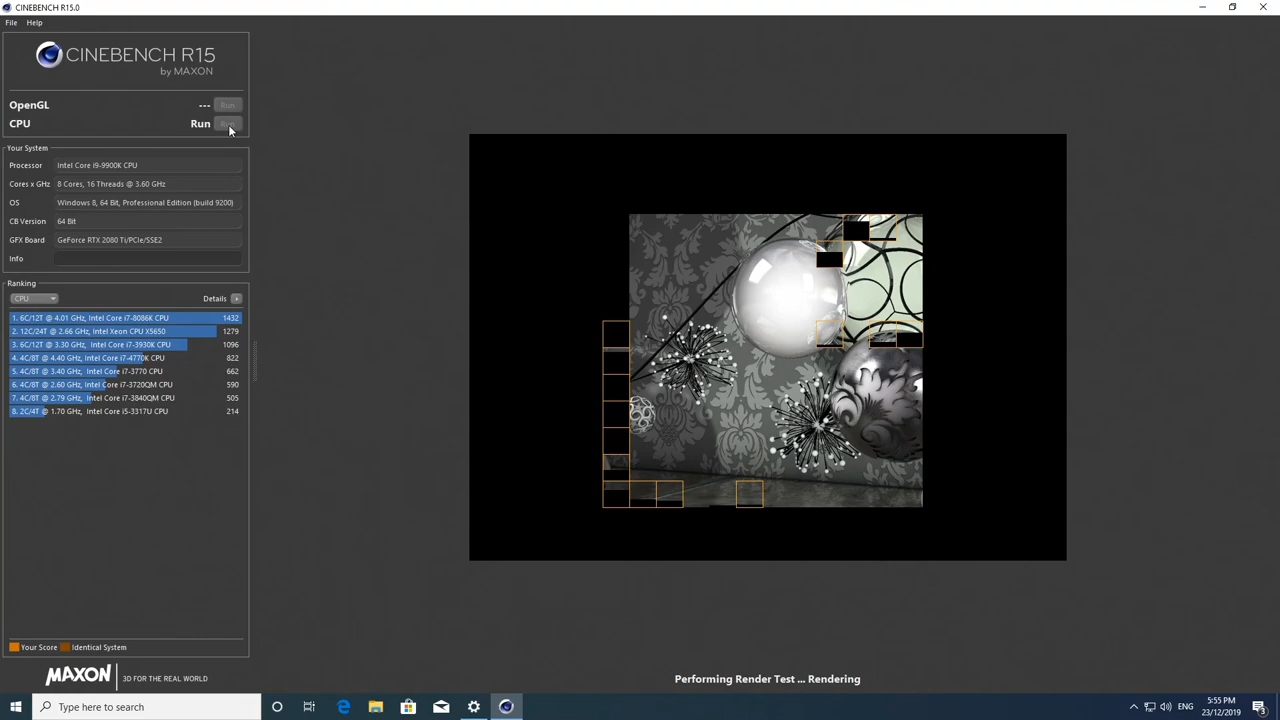 CINEBENCH R15.0
File Help
CINEBENCH R15
by MAXON
OpenGL --- Run
CPU Run Run
Your System
Processor Intel Core i9-9900K CPU
Cores x GHz 8 Cores, 16 Threads @ 3.60 GHz
OS Windows 8, 64 Bit, Professional Edition (build 9200)
CB Version 64 Bit
GFX Board GeForce RTX 2080 Ti/PCIe/SSE2
Info
Ranking
CPU Details
1. 6C/12T @ 4.01 GHz, Intel Core i7-8086K CPU 1432
2. 12C/24T @ 2.66 GHz, Intel Xeon CPU X5650 1279
3. 6C/12T @ 3.30 GHz, Intel Core i7-3930K CPU 1096
4. 4C/8T @ 4.40 GHz, Intel Core i7-4770K CPU 822
5. 4C/8T @ 3.40 GHz, Intel Core i7-3770 CPU 662
6. 4C/8T @ 2.60 GHz, Intel Core i7-3720QM CPU 590
7. 4C/8T @ 2.79 GHz, Intel Core i7-3840QM CPU 505
8. 2C/4T @ 1.70 GHz, Intel Core i5-3317U CPU 214
Your Score Identical System
MAXON 3D FOR THE REAL WORLD
Performing Render Test ... Rendering
Type here to search
ENG
5:55 PM
23/12/2019
3